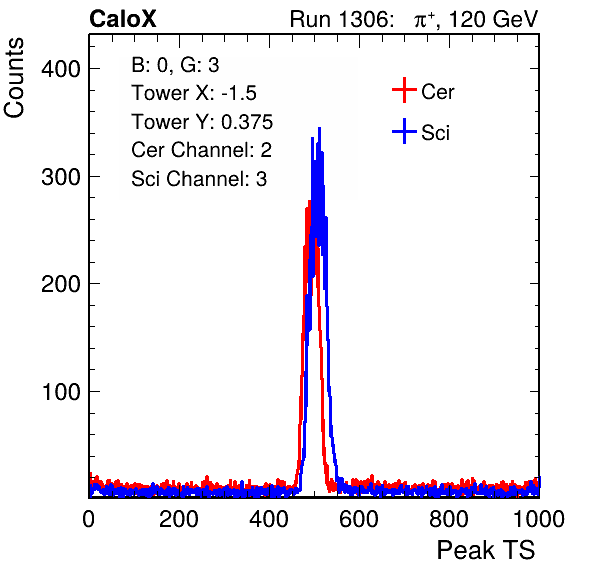 CaloX Run 1306: π+, 120 GeV
Counts
B: 0, G: 3
Tower X: -1.5
Tower Y: 0.375
Cer Channel: 2
Sci Channel: 3
Cer
Sci
400
300
200
100
0 200 400 600 800 1000
Peak TS